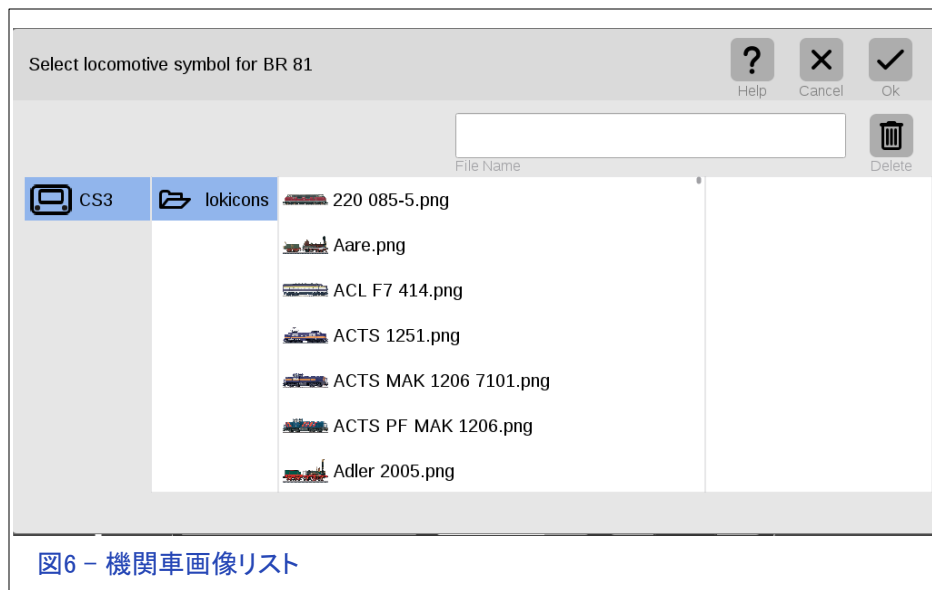 Select locomotive symbol for BR 81
Help
Cancel
Ok
File Name
Delete
CS3
lokicons
220 085-5.png
Aare.png
ACL F7 414.png
ACTS 1251.png
ACTS MAK 1206 7101.png
ACTS PF MAK 1206.png
Adler 2005.png
図6 – 機関車画像リスト